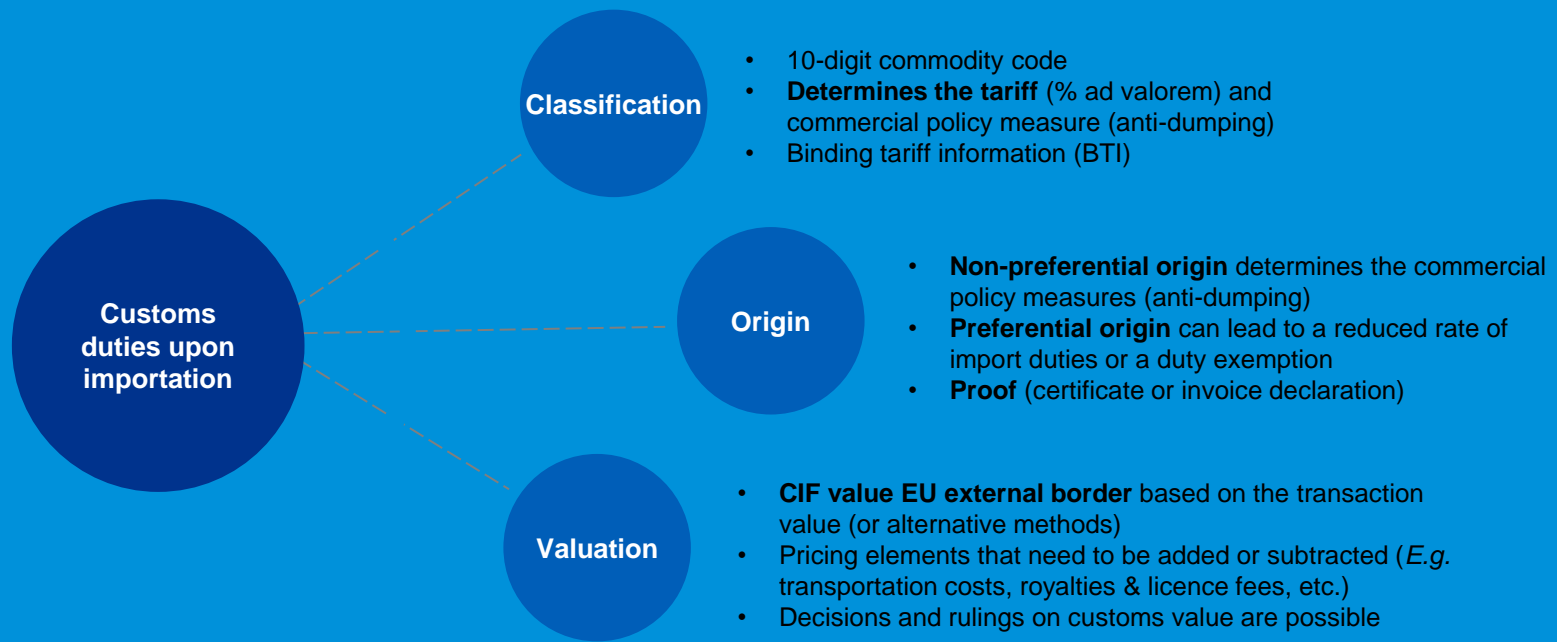 Customs
duties upon
importation
Classification
• 10-digit commodity code
• Determines the tariff (% ad valorem) and
commercial policy measure (anti-dumping)
• Binding tariff information (BTI)
Origin
• Non-preferential origin determines the commercial
policy measures (anti-dumping)
• Preferential origin can lead to a reduced rate of
import duties or a duty exemption
• Proof (certificate or invoice declaration)
Valuation
• CIF value EU external border based on the transaction
value (or alternative methods)
• Pricing elements that need to be added or subtracted (E.g.
transportation costs, royalties & licence fees, etc.)
• Decisions and rulings on customs value are possible